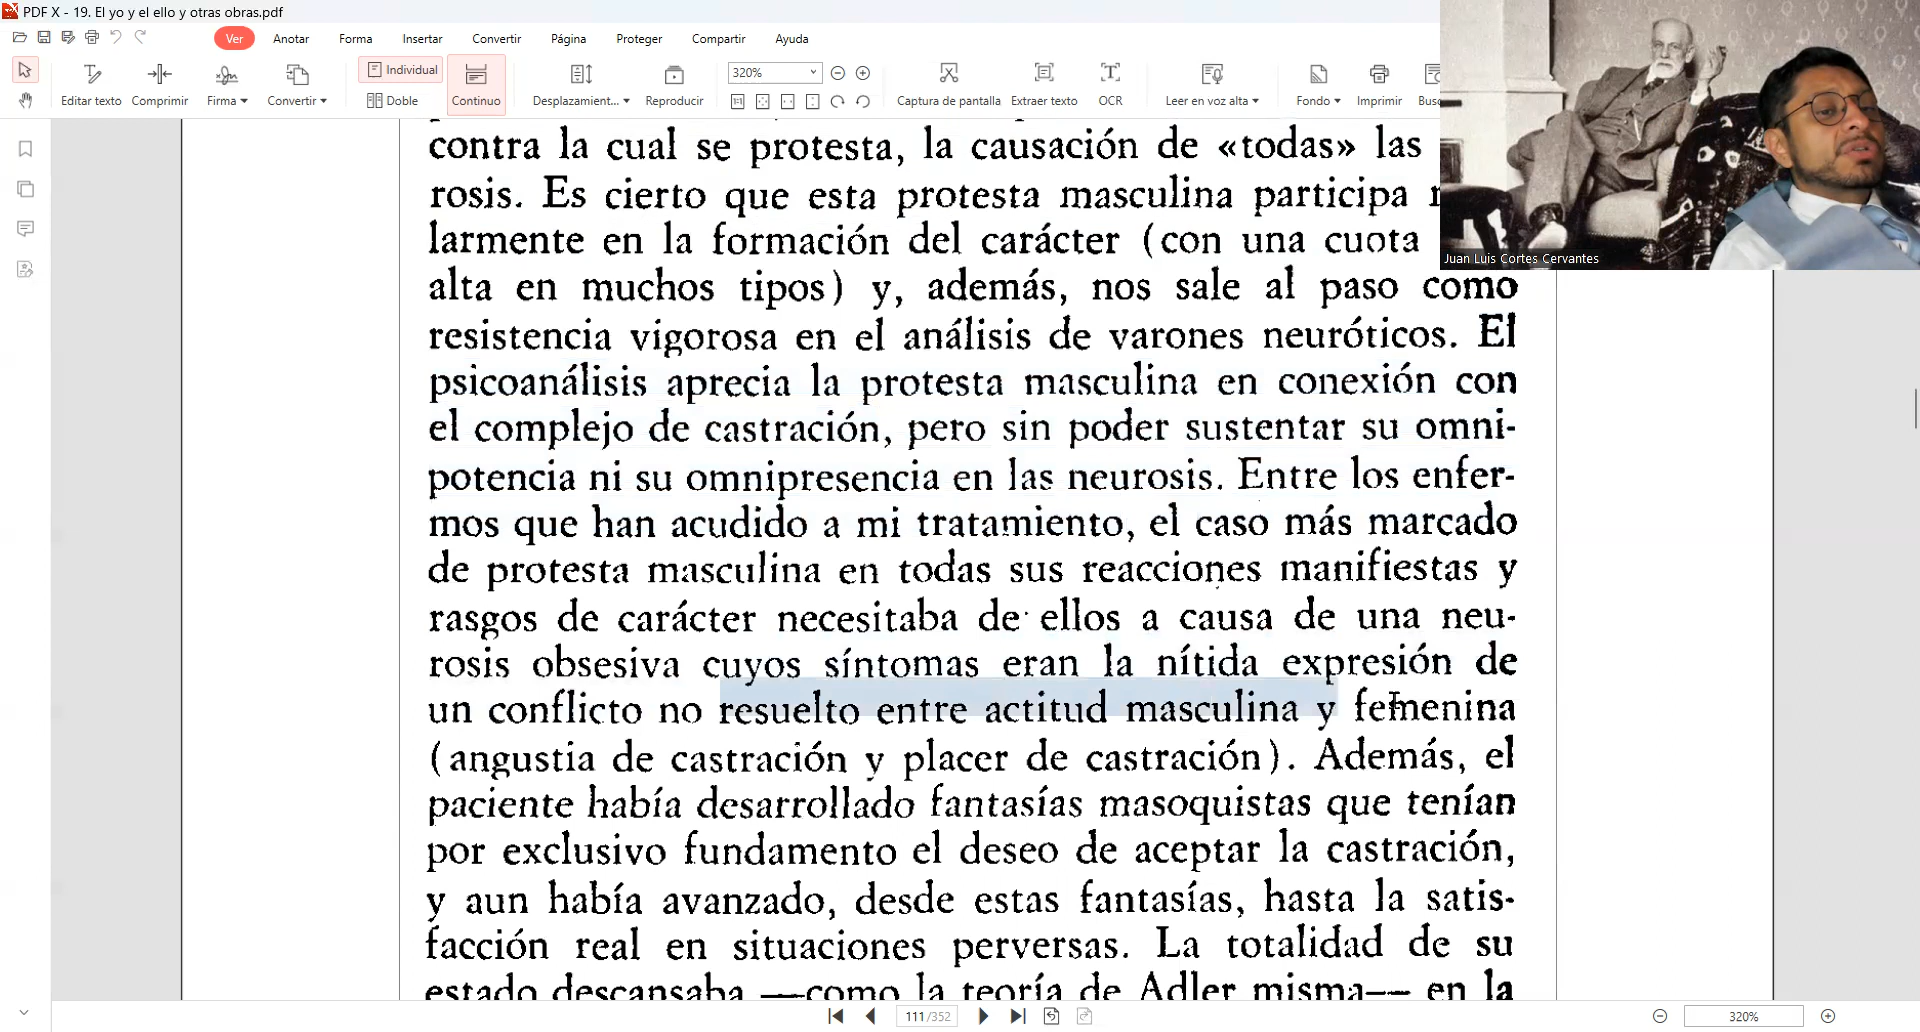 PDF X - 19. El yo y el ello y otras obras.pdf
Ver Anotar Forma Insertar Convertir Página Proteger Compartir Ayuda
Individual
Doble
Editar texto Comprimir Firma Convertir Continuo Desplazamient... Reproducir
320%
Captura de pantalla Extraer texto OCR Leer en voz alta Fondo Imprimir Busc
Juan Luis Cortes Cervantes
contra la cual se protesta, la causación de «todas» las
rosis. Es cierto que esta protesta masculina participa
larmente en la formación del carácter (con una cuota
alta en muchos tipos) y, además, nos sale al paso como
resistencia vigorosa en el análisis de varones neuróticos. El
psicoanálisis aprecia la protesta masculina en conexión con
el complejo de castración, pero sin poder sustentar su omni-
potencia ni su omnipresencia en las neurosis. Entre los enfer-
mos que han acudido a mi tratamiento, el caso más marcado
de protesta masculina en todas sus reacciones manifiestas y
rasgos de carácter necesitaba de ellos a causa de una neu-
rosis obsesiva cuyos síntomas eran la nítida expresión de
un conflicto no resuelto entre actitud masculina y femenina
(angustia de castración y placer de castración). Además, el
paciente había desarrollado fantasías masoquistas que tenían
por exclusivo fundamento el deseo de aceptar la castración,
y aun había avanzado, desde estas fantasías, hasta la satis-
facción real en situaciones perversas. La totalidad de su
estado descansaba —como la teoría de Adler misma— en la
111/352
320%